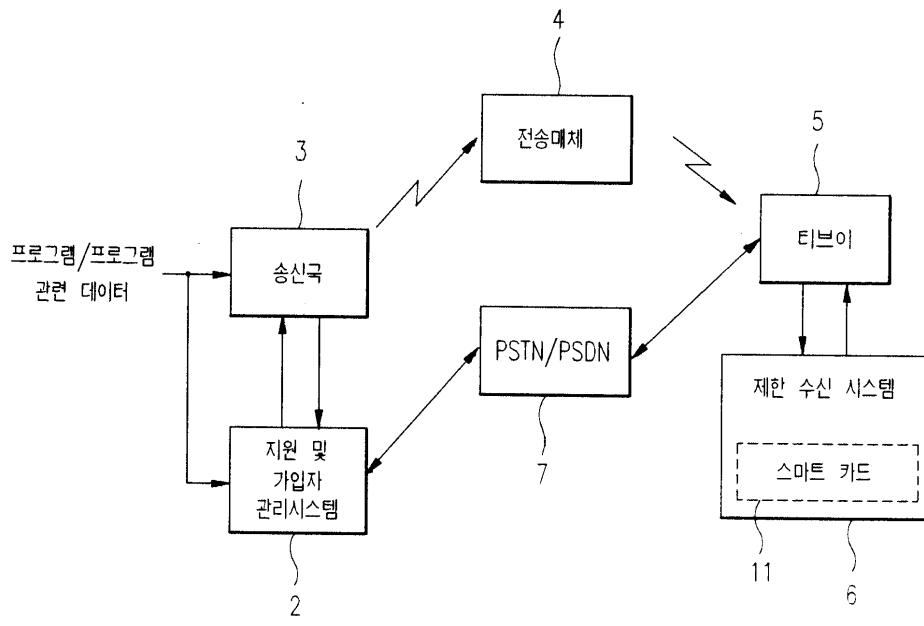 4
전송매체
3
5
프로그램/프로그램
관련 데이터
송신국
티브이
PSTN/PSDN
7
지원 및
가입자
관리시스템
2
제한 수신 시스템
스마트 카드
11
6